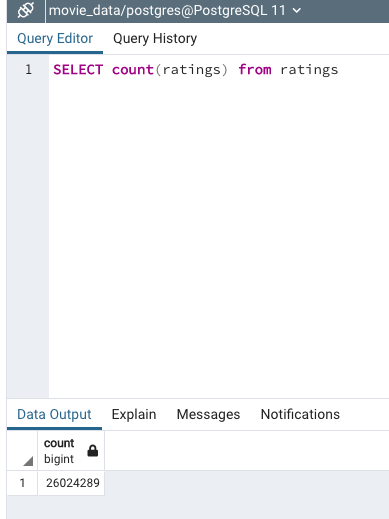 movie_data/postgres@PostgreSQL 11
Query Editor Query History
1 SELECT count(ratings) from ratings
Data Output Explain Messages Notifications
count
bigint
1 26024289